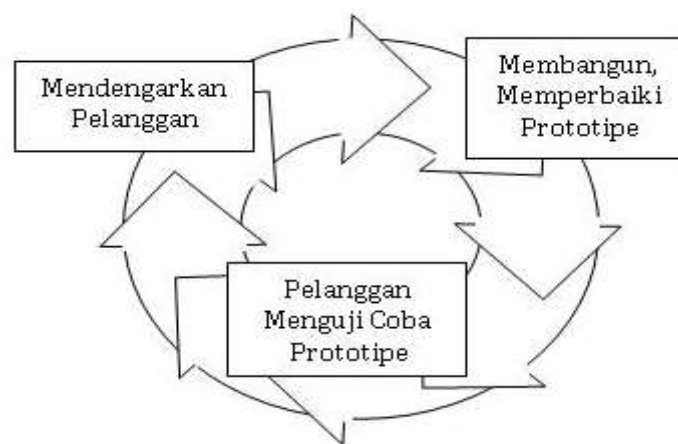 Mendengarkan
Pelanggan
Membangun,
Memperbaiki
Prototipe
Pelanggan
Menguji Coba
Prototipe